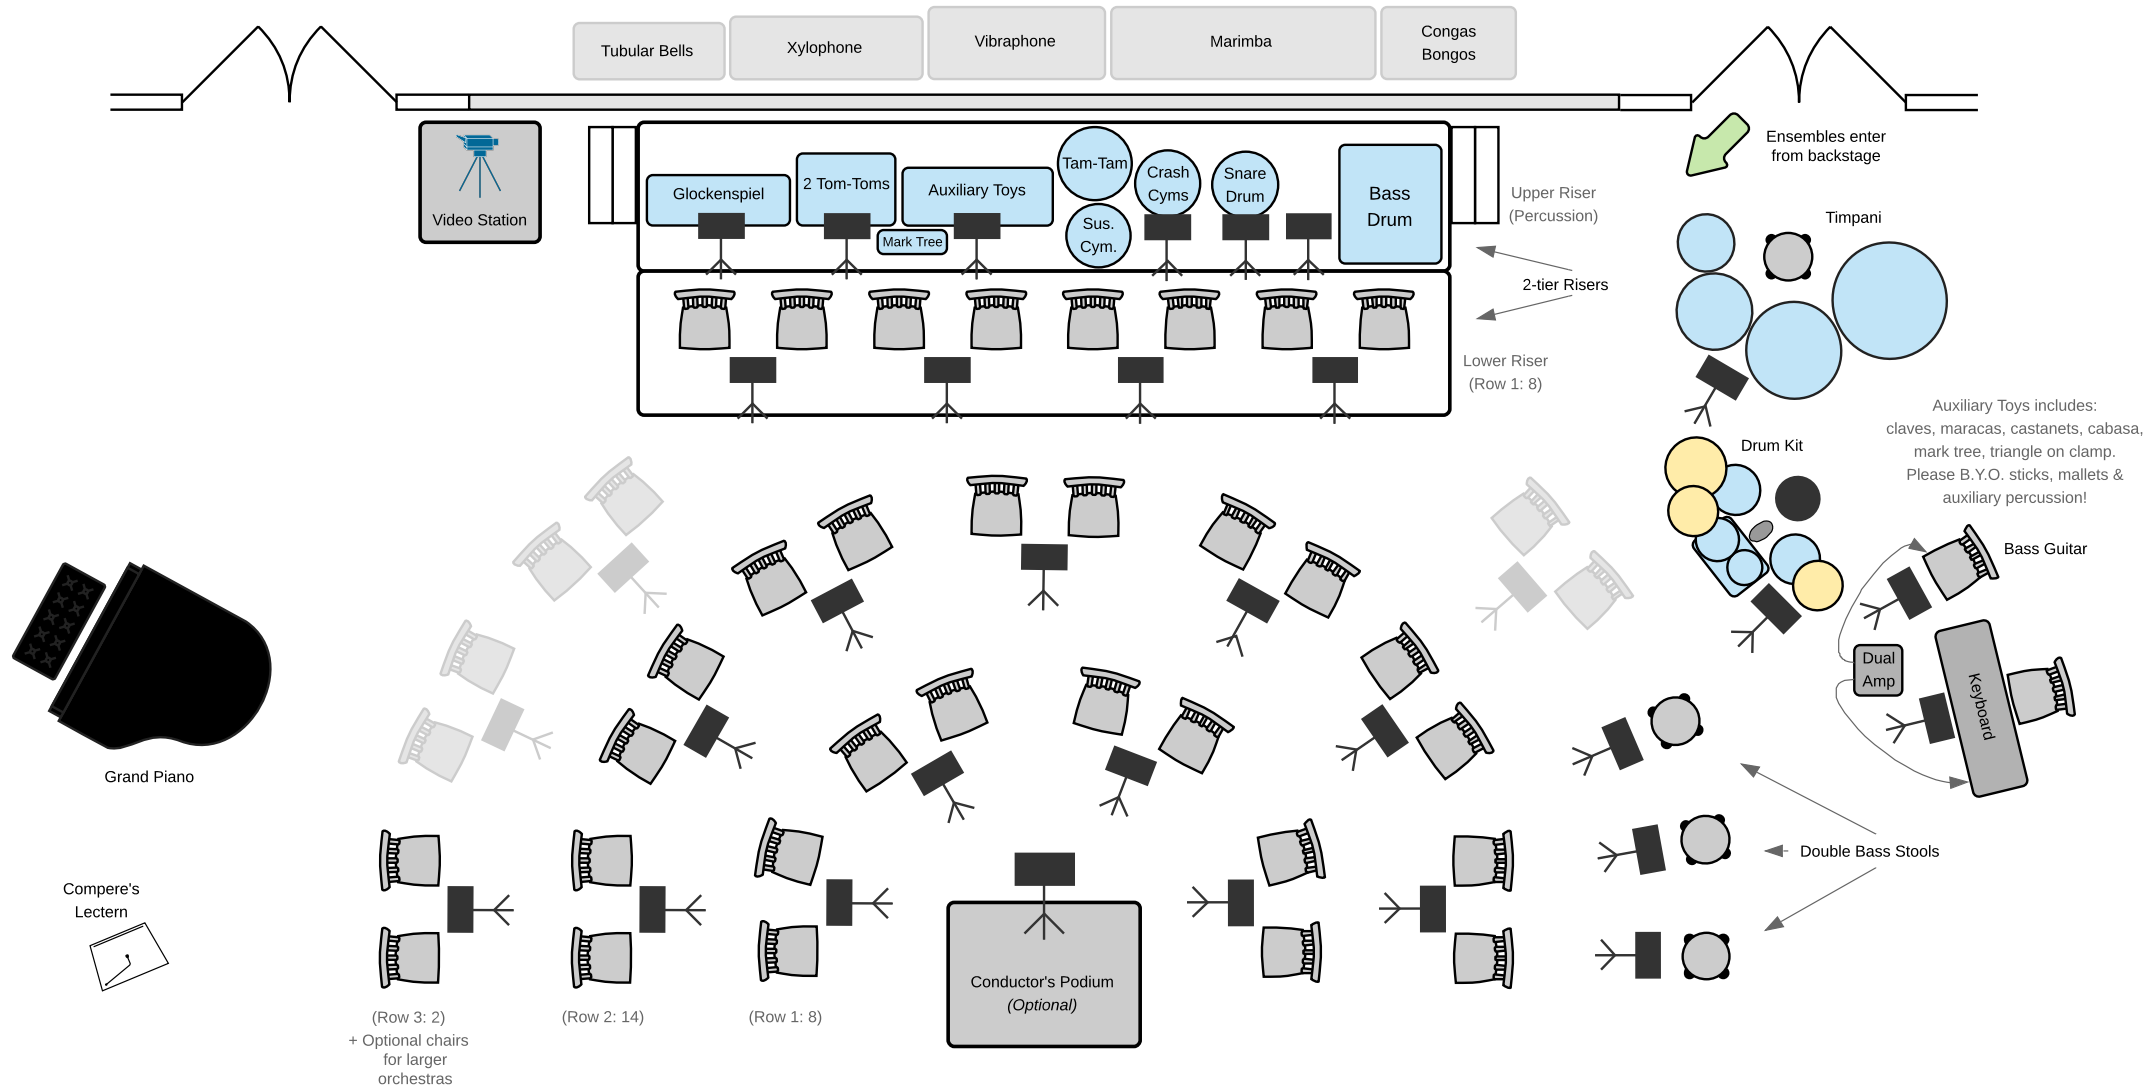 Tubular Bells
Xylophone
Vibraphone
Marimba
Congas
Bongos
Ensembles enter
from backstage
Video Station
Glockenspiel
2 Tom-Toms
Auxiliary Toys
Mark Tree
Tam-Tam
Sus.
Cym.
Crash
Cyms
Snare
Drum
Bass
Drum
Upper Riser
(Percussion)
2-tier Risers
Lower Riser
(Row 1: 8)
Timpani
Auxiliary Toys includes:
claves, maracas, castanets, cabasa,
mark tree, triangle on clamp.
Please B.Y.O. sticks, mallets &
auxiliary percussion!
Drum Kit
Bass Guitar
Dual
Amp
Keyboard
Grand Piano
Double Bass Stools
Compere's
Lectern
Conductor's Podium
(Optional)
(Row 3: 2)
+ Optional chairs
for larger
orchestras
(Row 2: 14)
(Row 1: 8)